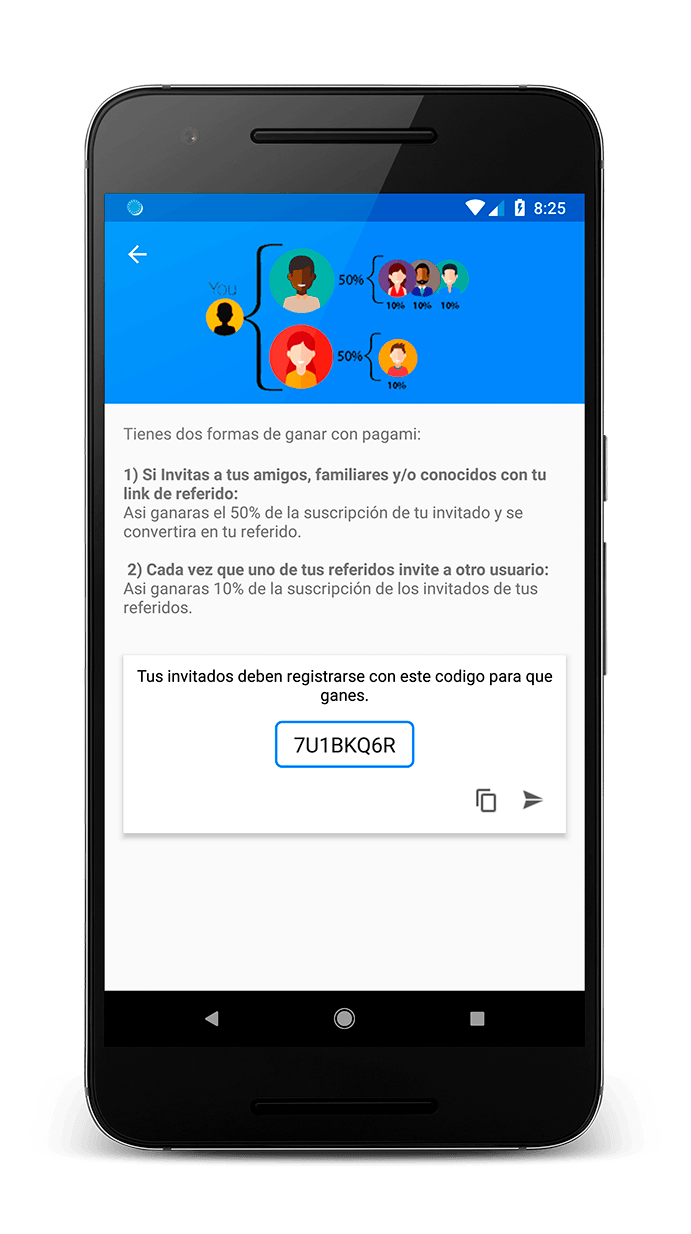 8:25
You
50%
10% 10% 10%
50%
10%
Tienes dos formas de ganar con pagami:
1) Si Invitas a tus amigos, familiares y/o conocidos con tu
link de referido:
Asi ganaras el 50% de la suscripción de tu invitado y se
convertira en tu referido.
2) Cada vez que uno de tus referidos invite a otro usuario:
Asi ganaras 10% de la suscripción de los invitados de tus
referidos.
Tus invitados deben registrarse con este codigo para que
ganes.
7U1BKQ6R